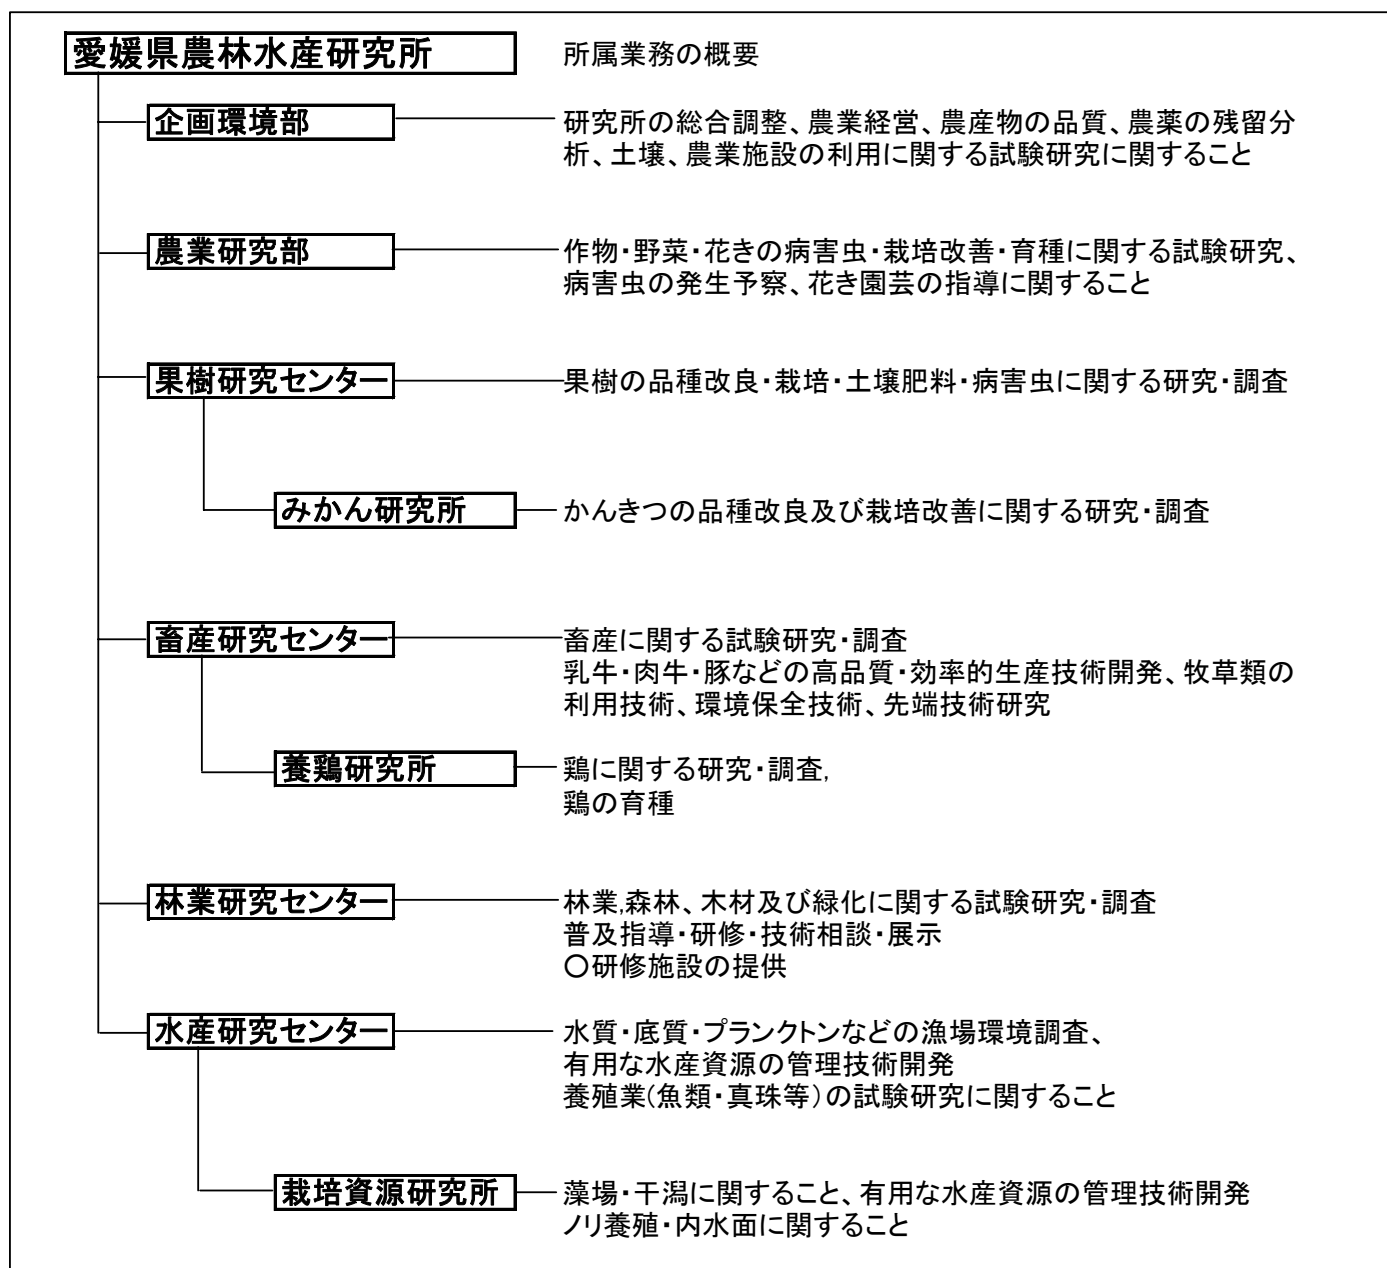 愛媛県農林水産研究所
所属業務の概要
企画環境部
研究所の総合調整、農業経営、農産物の品質、農薬の残留分
析、土壌、農業施設の利用に関する試験研究に関すること
農業研究部
作物・野菜・花きの病害虫・栽培改善・育種に関する試験研究、
病害虫の発生予察、花き園芸の指導に関すること
果樹研究センター
果樹の品種改良・栽培・土壌肥料・病害虫に関する研究・調査
みかん研究所
かんきつの品種改良及び栽培改善に関する研究・調査
畜産研究センター
畜産に関する試験研究・調査
乳牛・肉牛・豚などの高品質・効率的生産技術開発、牧草類の
利用技術、環境保全技術、先端技術研究
養鶏研究所
鶏に関する研究・調査,
鶏の育種
林業研究センター
林業,森林、木材及び緑化に関する試験研究・調査
普及指導・研修・技術相談・展示
〇研修施設の提供
水産研究センター
水質・底質・プランクトンなどの漁場環境調査、
有用な水産資源の管理技術開発
養殖業(魚類・真珠等)の試験研究に関すること
栽培資源研究所
藻場・干潟に関すること、有用な水産資源の管理技術開発
ノリ養殖・内水面に関すること